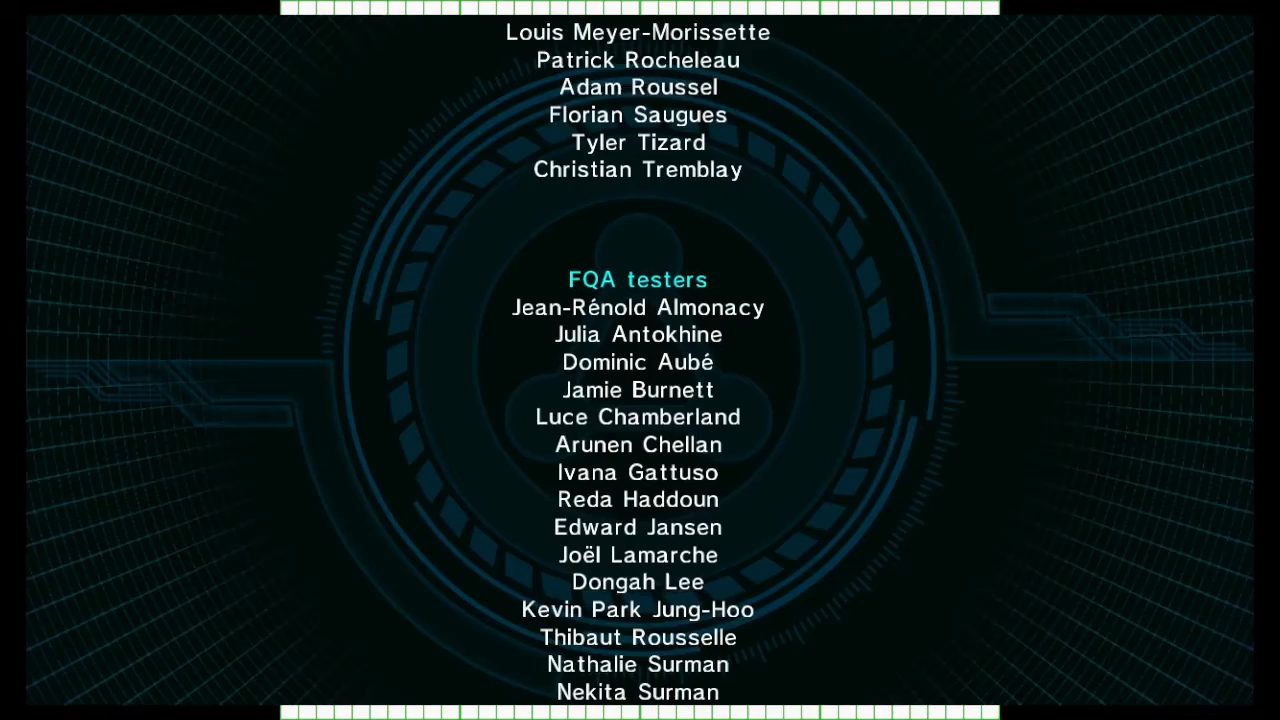 Louis Meyer-Morissette
Patrick Rocheleau
Adam Roussel
Florian Saugues
Tyler Tizard
Christian Tremblay
FQA testers
Jean-Rénold Almonacy
Julia Antokhine
Dominic Aubé
Jamie Burnett
Luce Chamberland
Arunen Chellan
Ivana Gattuso
Reda Haddoun
Edward Jansen
Joël Lamarche
Dongah Lee
Kevin Park Jung-Hoo
Thibaut Rousselle
Nathalie Surman
Nekita Surman